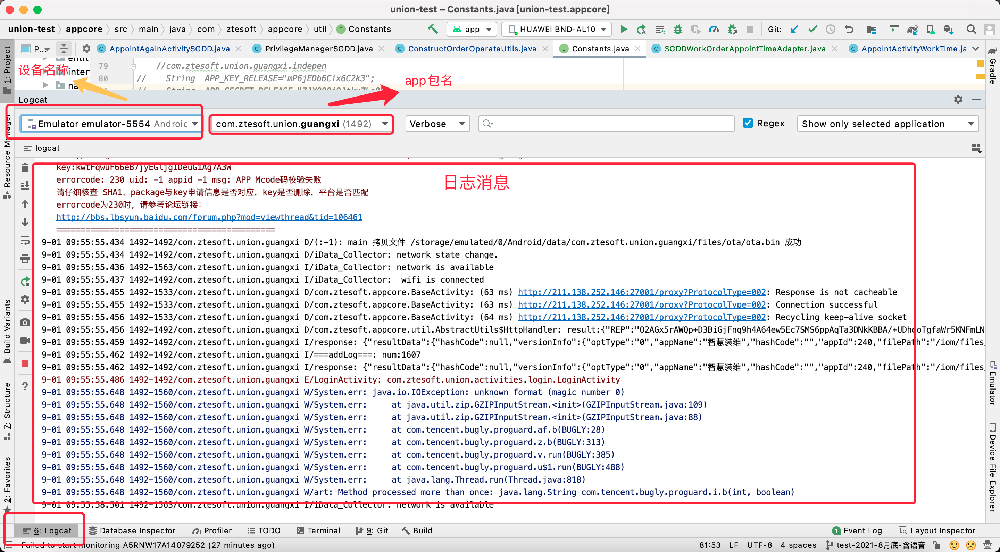 union-test – Constants.java [union-test.appcore]
union-test appcore src main java com ztesoft appcore util I Constants app HUAWEI BND-AL10 Git:
P... C AppointAgainActivitySGDD.java C PrivilegeManagerSGDD.java C ConstructOrderOperateUtils.java I Constants.java C SGDDWorkOrderAppointTimeAdapter.java C AppointActivityWorkTime.ja
1: Project
Resource Manager
Build Variants
7: Structure
2: Favorites
设备名称
inter
na
79 //com.ztesoft.union.guangxi.indepen
80 // String APP_KEY_RELEASE="mP6jEDb6Cix6C2k3";
app包名
Logcat
Emulator emulator-5554 Android com.ztesoft.union.guangxi (1492) Verbose Regex Show only selected application
logcat
key:kwtFqwuF66eB7jyEGljgIDeuG1Ag7A3W
errorcode: 230 uid: -1 appid -1 msg: APP Mcode码校验失败
日志消息
请仔细核查 SHA1、package与key申请信息是否对应，key是否删除，平台是否匹配
errorcode为230时，请参考论坛链接：
http://bbs.lbsyun.baidu.com/forum.php?mod=viewthread&tid=106461
=============================================
9-01 09:55:55.434 1492-1492/com.ztesoft.union.guangxi D/(:-1): main 拷贝文件 /storage/emulated/0/Android/data/com.ztesoft.union.guangxi/files/ota/ota.bin 成功
9-01 09:55:55.434 1492-1492/com.ztesoft.union.guangxi D/iData_Collector: network state change.
9-01 09:55:55.436 1492-1563/com.ztesoft.union.guangxi I/iData_Collector: network is available
9-01 09:55:55.437 1492-1492/com.ztesoft.union.guangxi I/iData_Collector:  wifi is connected
9-01 09:55:55.455 1492-1533/com.ztesoft.union.guangxi D/com.ztesoft.appcore.BaseActivity: (63 ms) http://211.138.252.146:27001/proxy?ProtocolType=002: Response is not cacheable
9-01 09:55:55.455 1492-1533/com.ztesoft.union.guangxi D/com.ztesoft.appcore.BaseActivity: (63 ms) http://211.138.252.146:27001/proxy?ProtocolType=002: Connection successful
9-01 09:55:55.456 1492-1533/com.ztesoft.union.guangxi D/com.ztesoft.appcore.BaseActivity: (64 ms) http://211.138.252.146:27001/proxy?ProtocolType=002: Recycling keep-alive socket
9-01 09:55:55.456 1492-1492/com.ztesoft.union.guangxi D/com.ztesoft.appcore.util.AbstractUtils$HttpHandler: result:{"REP":"O2AGx5rAWQp+D3BiGjFnq9h4A64ew5Ec7SMS6ppAqTa3DNkKBBA/+UDhcoTgfaWr5KNFmLN
9-01 09:55:55.459 1492-1492/com.ztesoft.union.guangxi I/response: {"resultData":{"hashCode":null,"versionInfo":{"optType":"0","appName":"智慧装维","hashCode":"","appId":240,"filePath":"/iom/files/
9-01 09:55:55.462 1492-1492/com.ztesoft.union.guangxi I/===addLog===: num:1607
9-01 09:55:55.462 1492-1492/com.ztesoft.union.guangxi I/response: {"resultData":{"hashCode":null,"versionInfo":{"optType":"0","appName":"智慧装维","hashCode":"","appId":240,"filePath":"/iom/files/
9-01 09:55:55.486 1492-1492/com.ztesoft.union.guangxi E/LoginActivity: com.ztesoft.union.activities.login.LoginActivity
9-01 09:55:55.648 1492-1560/com.ztesoft.union.guangxi W/System.err: java.io.IOException: unknown format (magic number 0)
9-01 09:55:55.648 1492-1560/com.ztesoft.union.guangxi W/System.err:     at java.util.zip.GZIPInputStream.<init>(GZIPInputStream.java:109)
9-01 09:55:55.648 1492-1560/com.ztesoft.union.guangxi W/System.err:     at java.util.zip.GZIPInputStream.<init>(GZIPInputStream.java:88)
9-01 09:55:55.648 1492-1560/com.ztesoft.union.guangxi W/System.err:     at com.tencent.bugly.proguard.af.b(BUGLY:28)
9-01 09:55:55.648 1492-1560/com.ztesoft.union.guangxi W/System.err:     at com.tencent.bugly.proguard.z.b(BUGLY:313)
9-01 09:55:55.648 1492-1560/com.ztesoft.union.guangxi W/System.err:     at com.tencent.bugly.proguard.v.run(BUGLY:385)
9-01 09:55:55.648 1492-1560/com.ztesoft.union.guangxi W/System.err:     at com.tencent.bugly.proguard.u$1.run(BUGLY:488)
9-01 09:55:55.648 1492-1560/com.ztesoft.union.guangxi W/System.err:     at java.lang.Thread.run(Thread.java:818)
9-01 09:55:55.648 1492-1560/com.ztesoft.union.guangxi W/art: Method processed more than once: java.lang.String com.tencent.bugly.proguard.i.b(int, boolean)
9-01 09:55:58.501 1492-1563/com.ztesoft.union.guangxi I/iData_Collector: network is available
Gradle
Emulator
Device File Explorer
6: Logcat Database Inspector Profiler TODO Terminal 9: Git Build 1 Event Log Layout Inspector
Failed to start monitoring A5RNW17A14079252 (27 minutes ago) 81:53 LF UTF-8 4 spaces test-2021-8月底-含语音